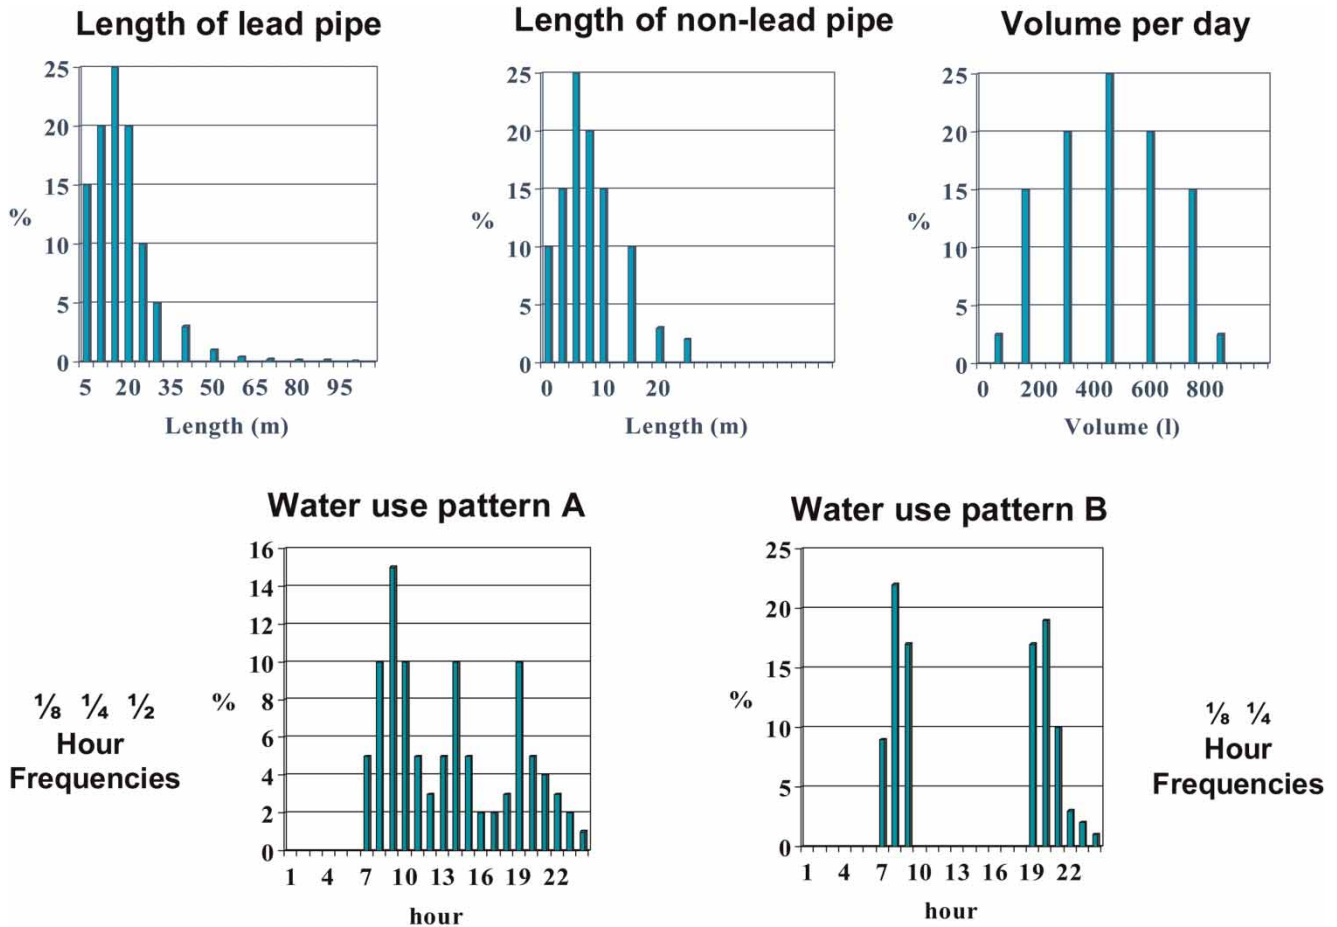 Length of lead pipe
25
20
15
10
5
0
%
5 20 35 50 65 80 95
Length (m)
Length of non-lead pipe
25
20
15
10
5
0
%
0 10 20
Length (m)
Volume per day
25
20
15
10
5
0
%
0 200 400 600 800
Volume (l)
Water use pattern A
16
14
12
10
8
6
4
2
0
%
1 4 7 10 13 16 19 22
hour
⅛ ¼ ½
Hour
Frequencies
Water use pattern B
25
20
15
10
5
0
%
1 4 7 10 13 16 19 22
hour
⅛ ¼
Hour
Frequencies